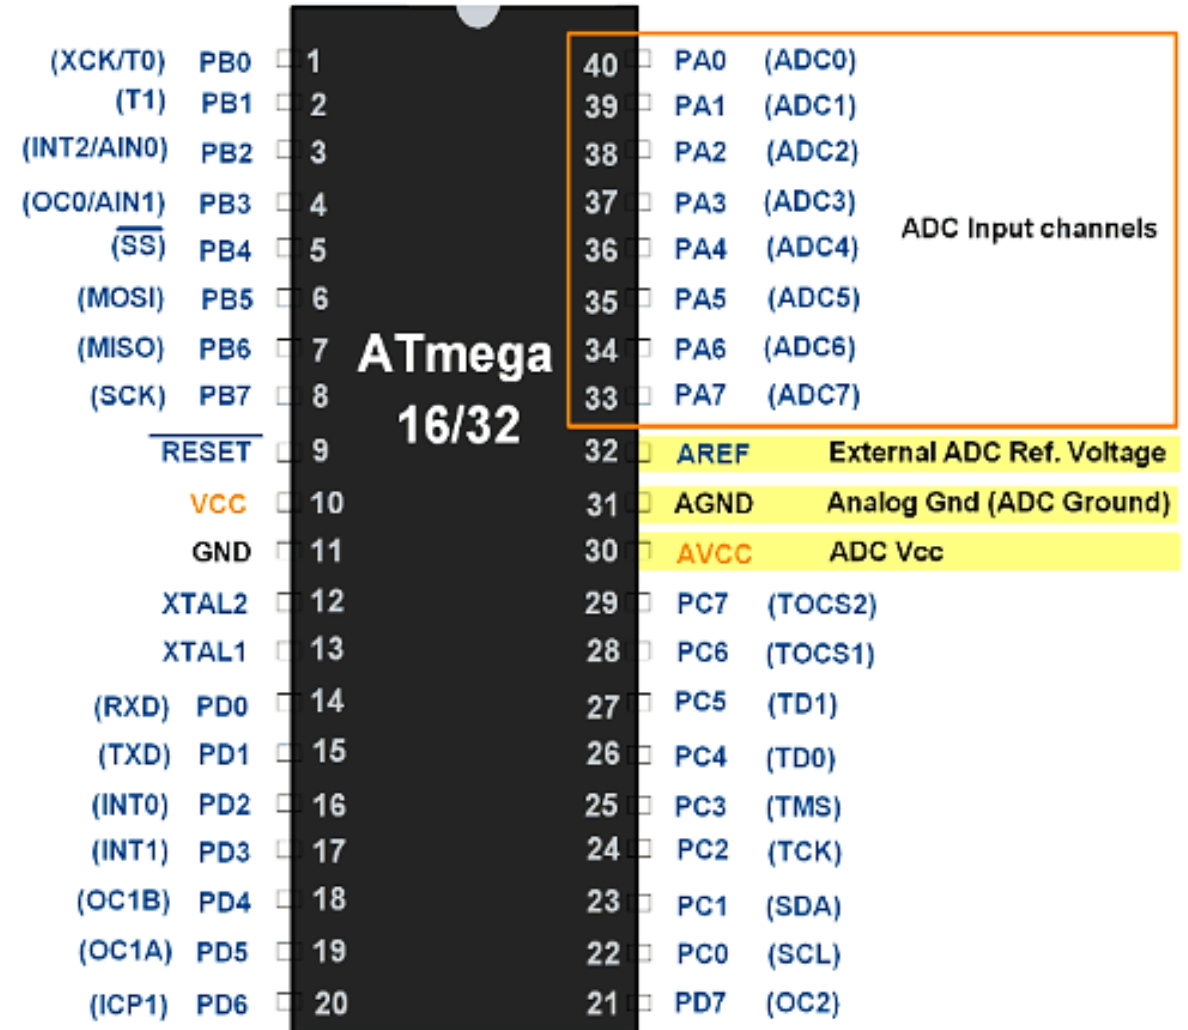 (XCK/T0) PB0 1 40 PA0 (ADC0)
(T1) PB1 2 39 PA1 (ADC1)
(INT2/AIN0) PB2 3 38 PA2 (ADC2)
(OC0/AIN1) PB3 4 37 PA3 (ADC3)
ADC Input channels
(SS) PB4 5 36 PA4 (ADC4)
(MOSI) PB5 6 35 PA5 (ADC5)
(MISO) PB6 7 34 PA6 (ADC6)
ATmega
(SCK) PB7 8 33 PA7 (ADC7)
16/32
RESET 9 32 AREF External ADC Ref. Voltage
VCC 10 31 AGND Analog Gnd (ADC Ground)
GND 11 30 AVCC ADC Vcc
XTAL2 12 29 PC7 (TOCS2)
XTAL1 13 28 PC6 (TOCS1)
(RXD) PD0 14 27 PC5 (TD1)
(TXD) PD1 15 26 PC4 (TD0)
(INT0) PD2 16 25 PC3 (TMS)
(INT1) PD3 17 24 PC2 (TCK)
(OC1B) PD4 18 23 PC1 (SDA)
(OC1A) PD5 19 22 PC0 (SCL)
(ICP1) PD6 20 21 PD7 (OC2)